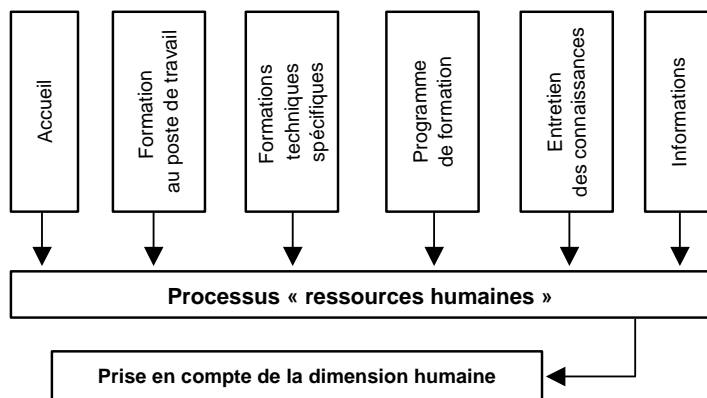 Accueil
Formation
au poste de travail
Formations
techniques
spécifiques
Programme
de formation
Entretien
des connaissances
Informations
Processus « ressources humaines »
Prise en compte de la dimension humaine